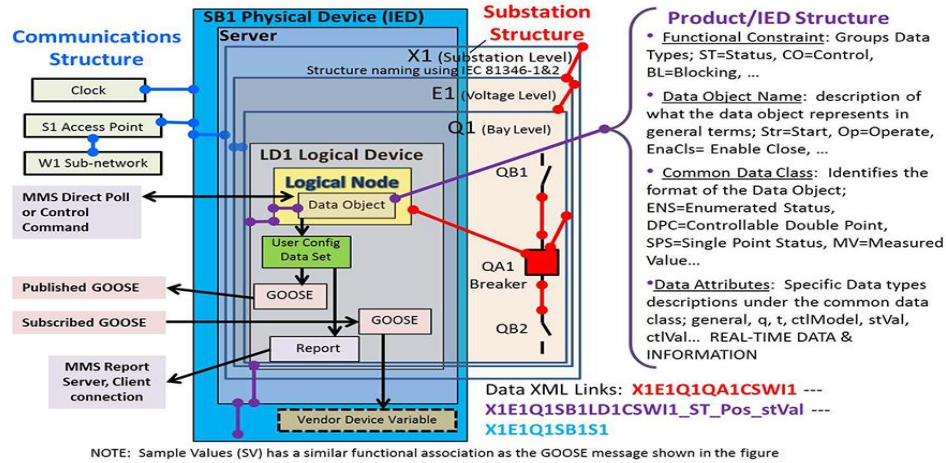 SB1 Physical Device (IED)
Server
Communications
Structure
Clock
S1 Access Point
W1 Sub-network
MMS Direct Poll
or Control
Command
Published GOOSE
Subscribed GOOSE
MMS Report
Server, Client
connection
Substation
Structure
X1 (Substation Level)
Structure naming using IEC 81346-1&2
E1 (Voltage Level)
Q1 (Bay Level)
LD1 Logical Device
Logical Node
Data Object
User Config
Data Set
GOOSE
GOOSE
Report
Vendor Device Variable
QB1
QA1
Breaker
QB2
Product/IED Structure
• Functional Constraint: Groups Data
Types; ST=Status, CO=Control,
BL=Blocking, ...
• Data Object Name: description of
what the data object represents in
general terms; Str=Start, Op=Operate,
EnaCls= Enable Close, ...
• Common Data Class: Identifies the
format of the Data Object;
ENS=Enumerated Status,
DPC=Controllable Double Point,
SPS=Single Point Status, MV=Measured
Value...
• Data Attributes: Specific Data types
descriptions under the common data
class; general, q, t, ctlModel, stVal,
ctlVal... REAL-TIME DATA &
INFORMATION
Data XML Links: X1E1Q1QA1CSWI1 ---
X1E1Q1SB1LD1CSWI1_ST_Pos_stVal ---
X1E1Q1SB1S1
NOTE: Sample Values (SV) has a similar functional association as the GOOSE message shown in the figure